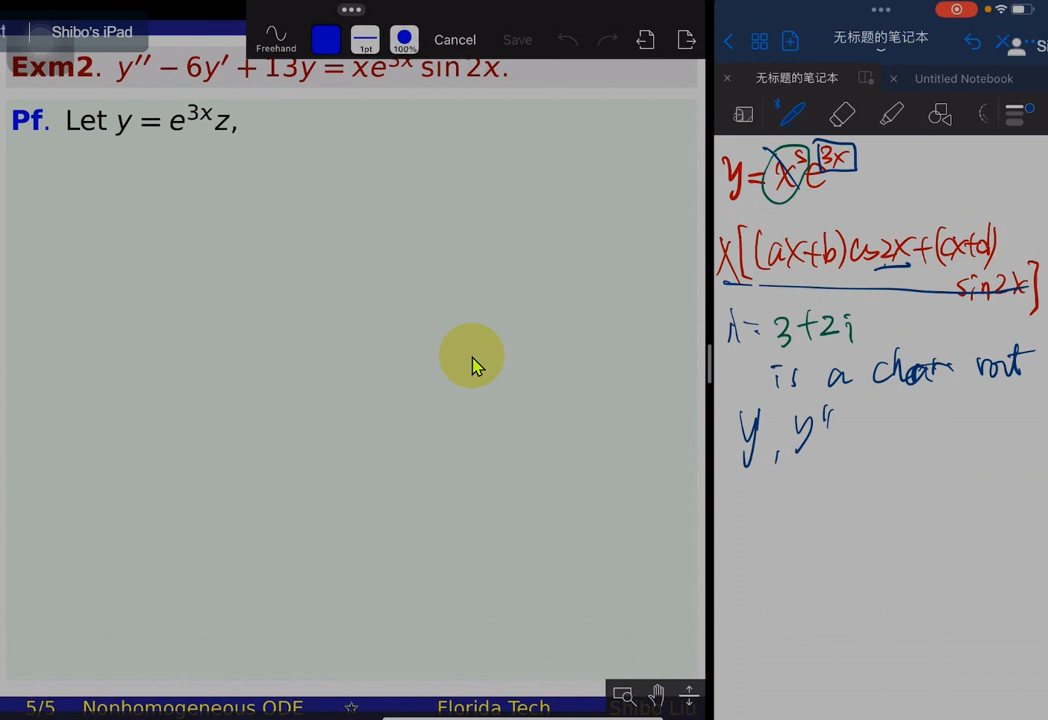 Shibo's iPad
Freehand
1pt
100%
Cancel
Save
Exm2. y′′ − 6y′ + 13y = xe^{3x} sin 2x.
Pf. Let y = e^{3x}z,
5/5 Nonhomogeneous ODE ☆ Florida Tech Shibo Liu
无标题的笔记本
无标题的笔记本
Untitled Notebook
y = x^s e^{3x}
x[(ax+b)cos2x+(cx+d)
sin2x]
λ = 3+2i
is a char root
y, y''